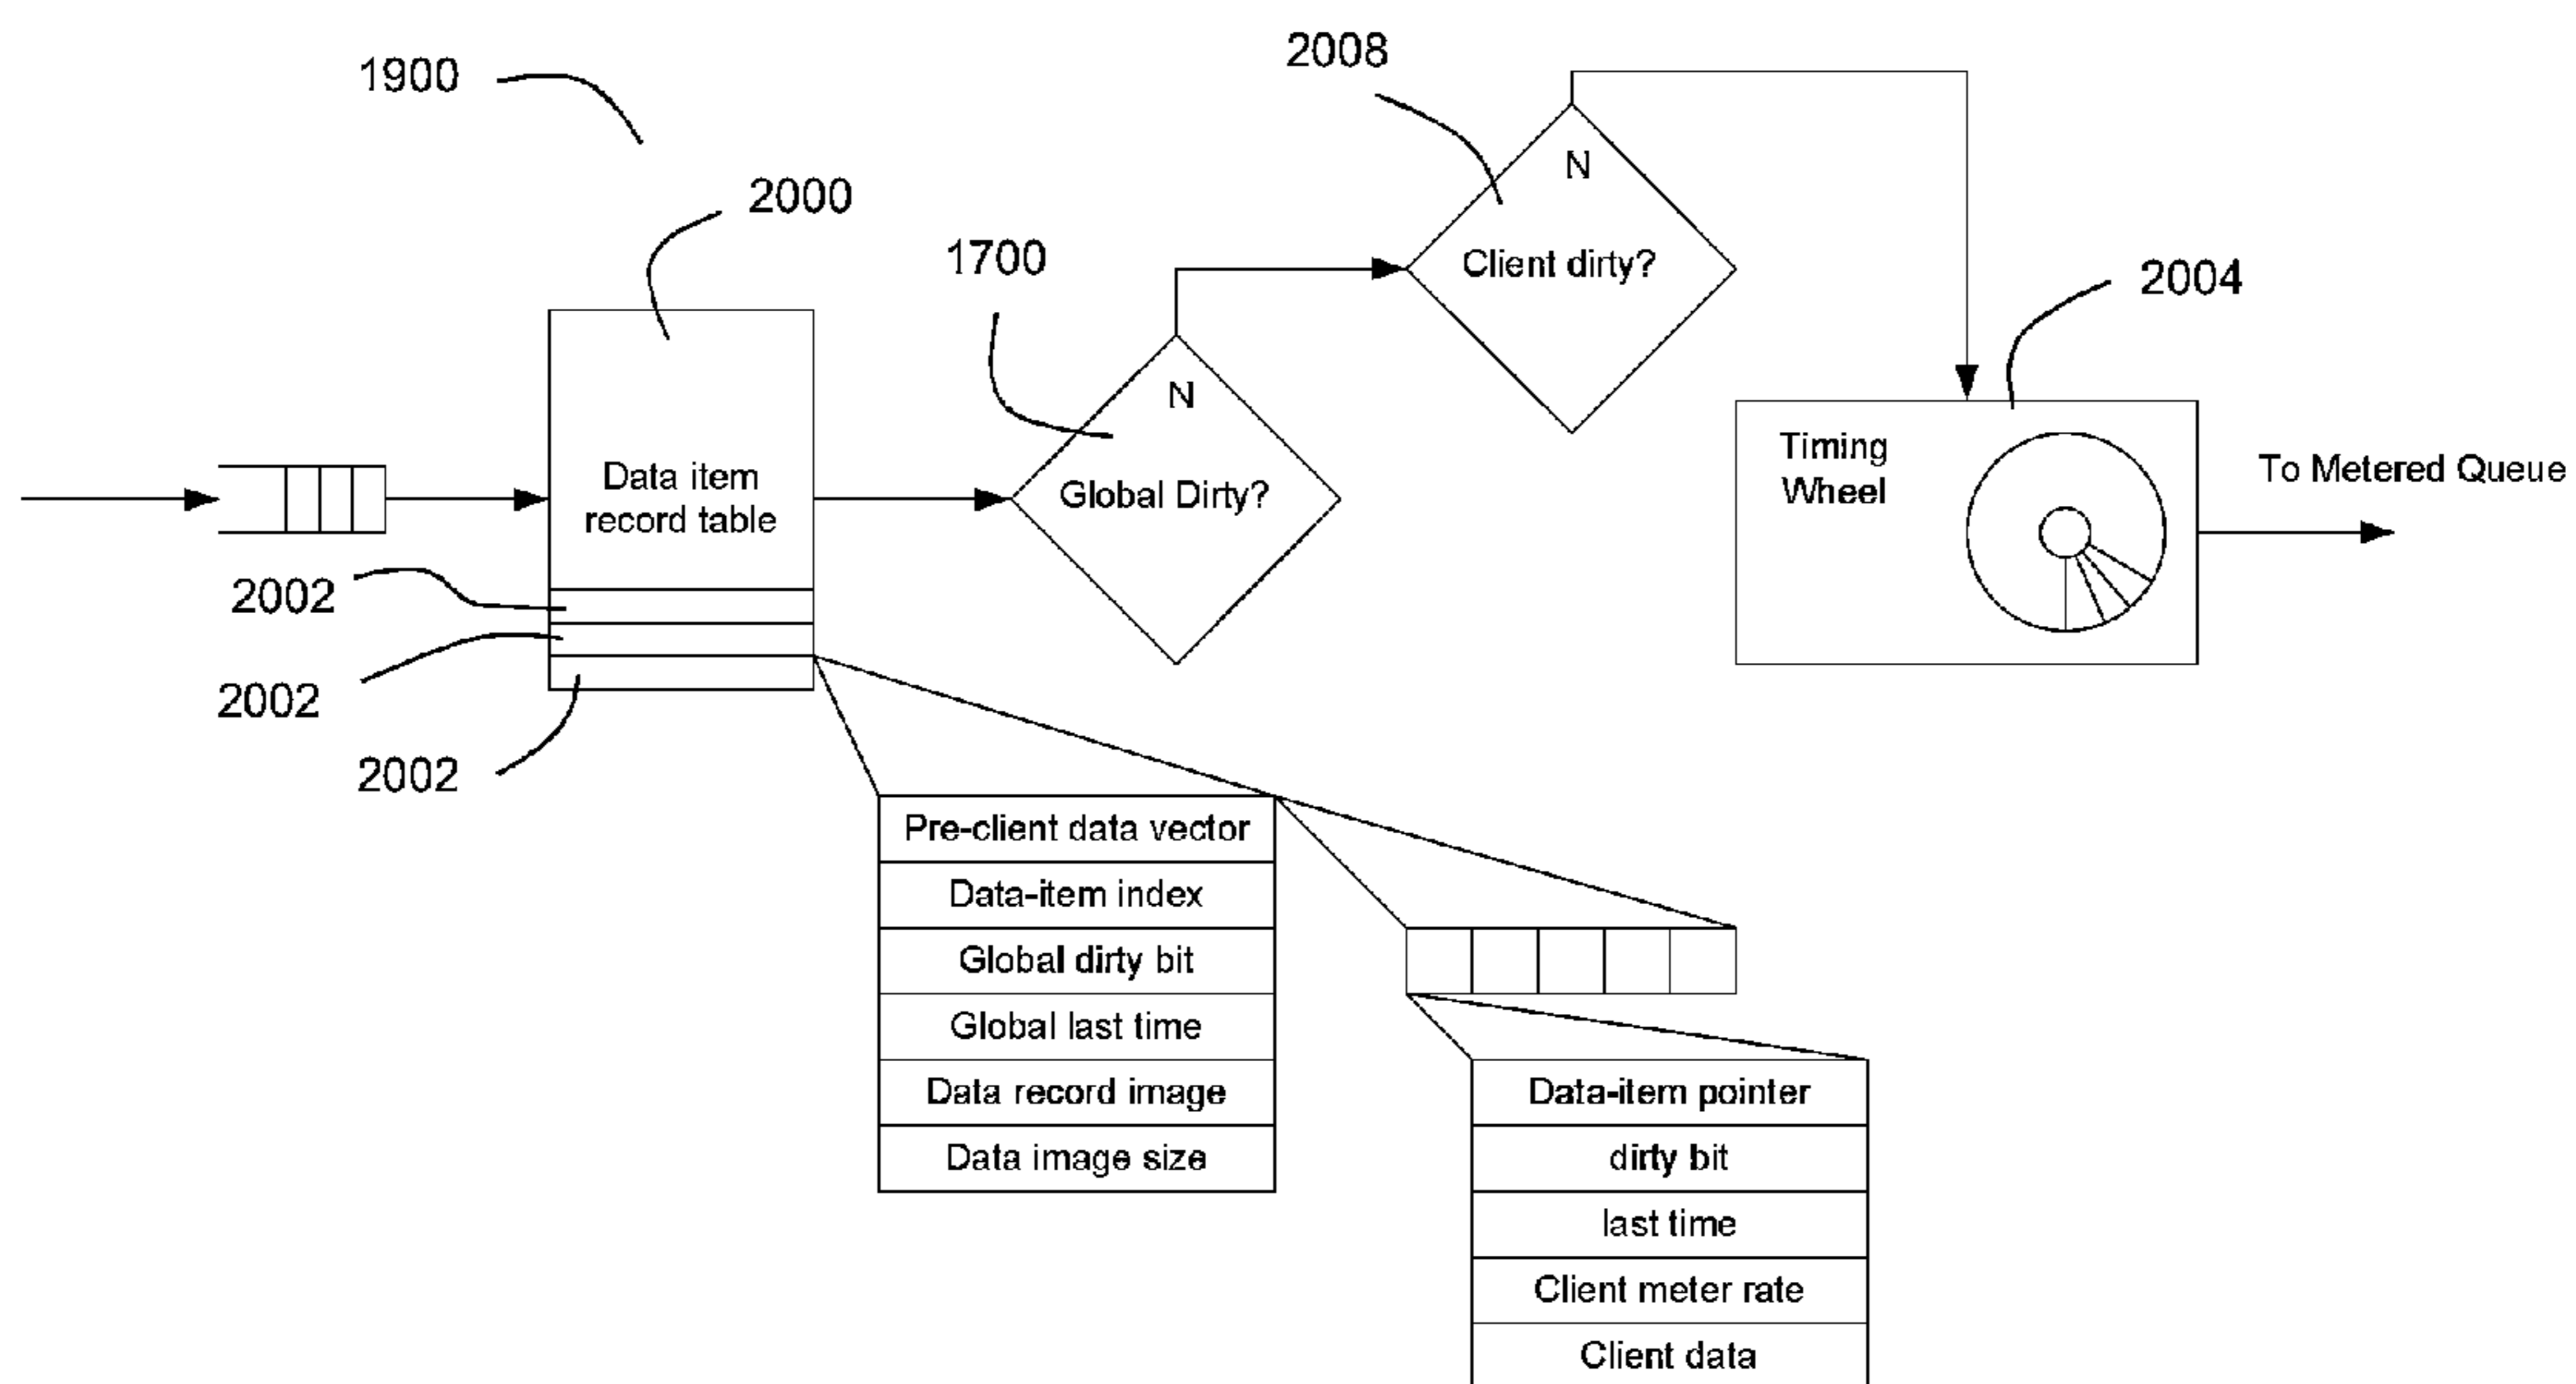 1900
2008
2000
1700
N
Client dirty?
2004
N
Global Dirty?
Data item
record table
Timing
Wheel
To Metered Queue
2002
2002
2002
Pre-client data vector
Data-item index
Global dirty bit
Global last time
Data record image
Data image size
Data-item pointer
dirty bit
last time
Client meter rate
Client data